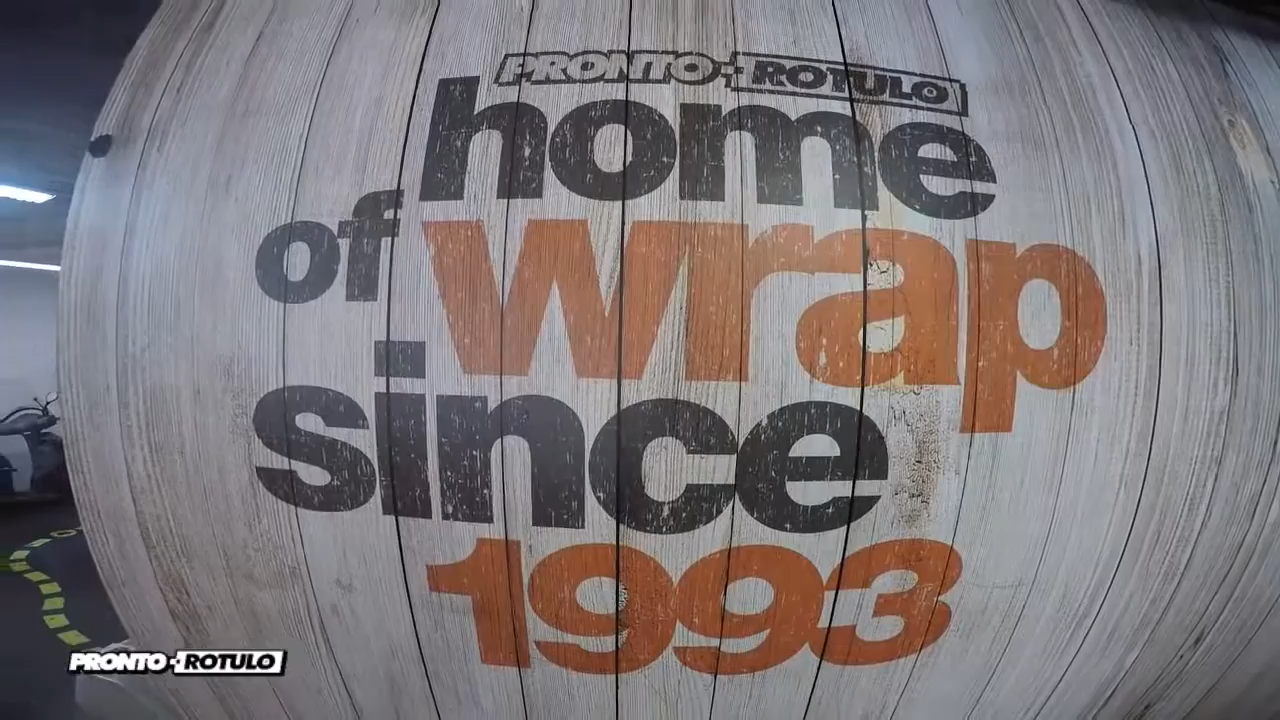 PRONTO-ROTULO
home
of wrap
since
1993
PRONTO-ROTULO